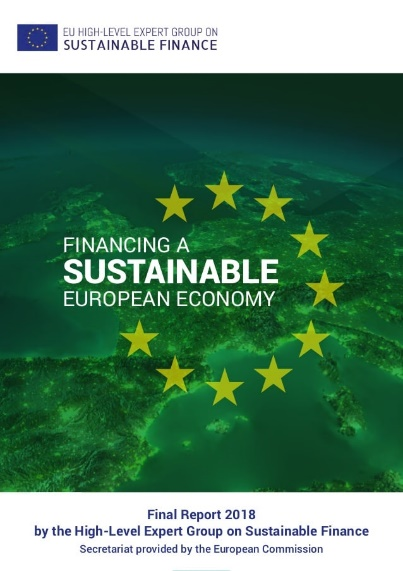 EU HIGH-LEVEL EXPERT GROUP ON
SUSTAINABLE FINANCE
FINANCING A
SUSTAINABLE
EUROPEAN ECONOMY
Final Report 2018
by the High-Level Expert Group on Sustainable Finance
Secretariat provided by the European Commission